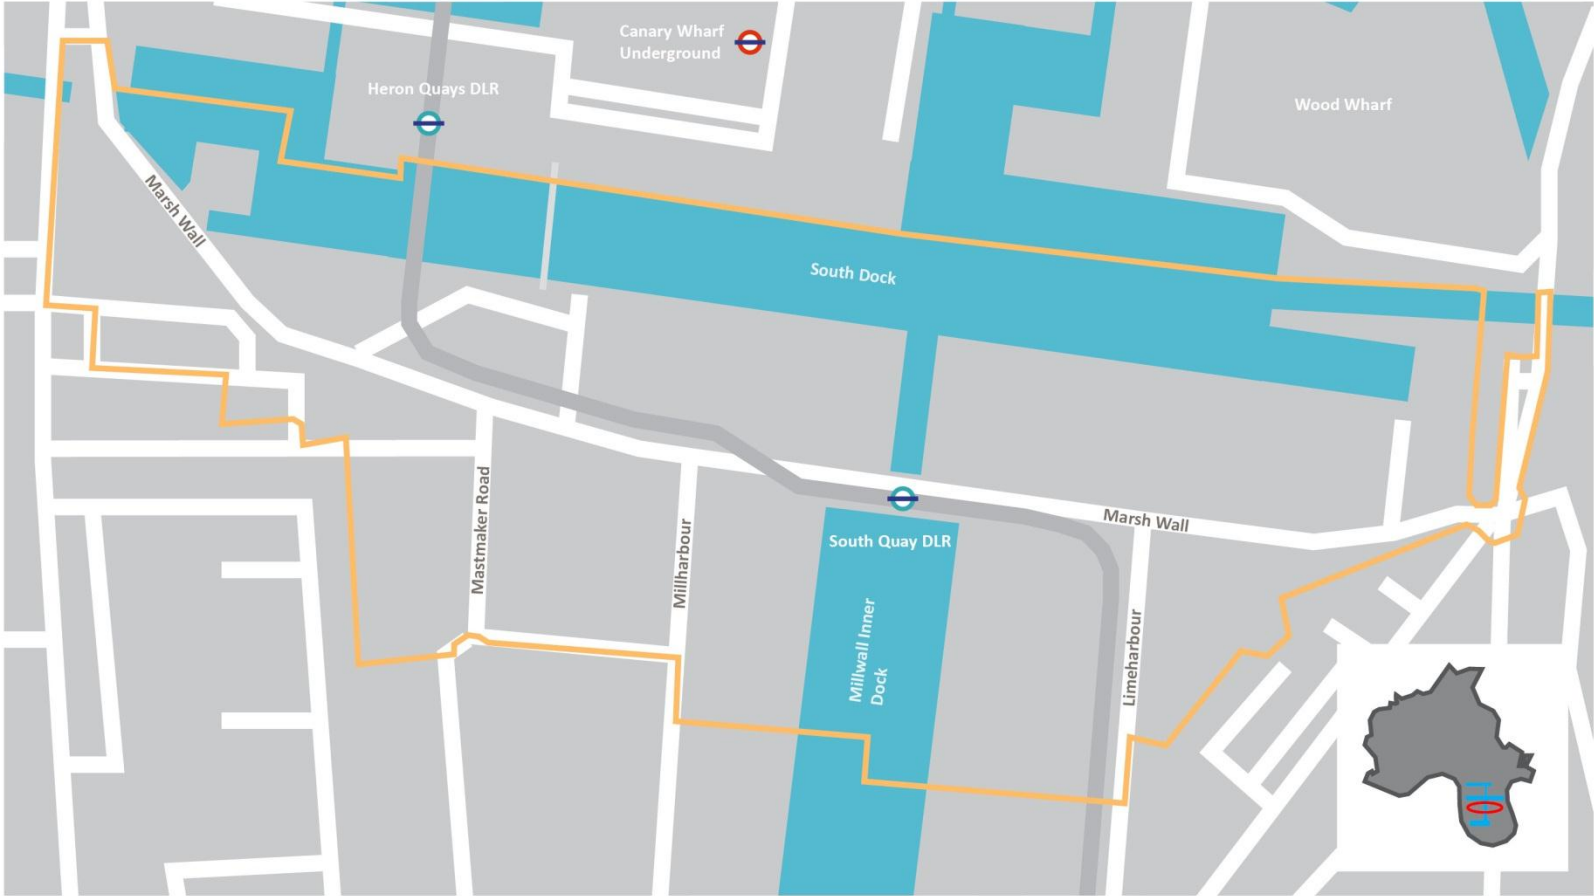 Canary Wharf
Underground
Heron Quays DLR
Wood Wharf
Marsh Wall
South Dock
Mastmaker Road
Millharbour
Marsh Wall
South Quay DLR
Millwall Inner
Dock
Limeharbour